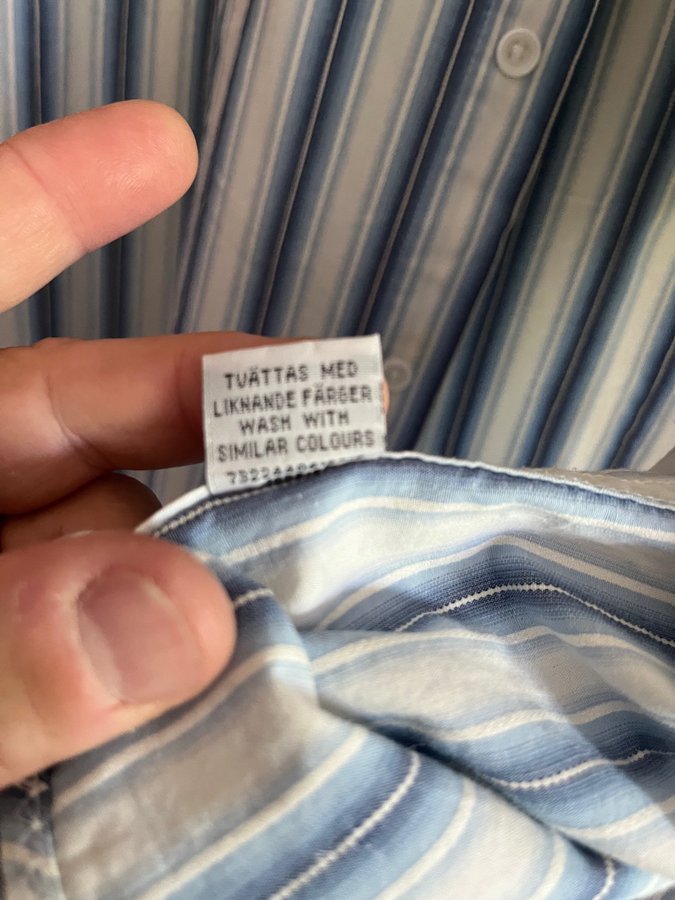 TVÄTTAS MED
LIKNANDE FÄRGER
WASH WITH
SIMILAR COLOURS